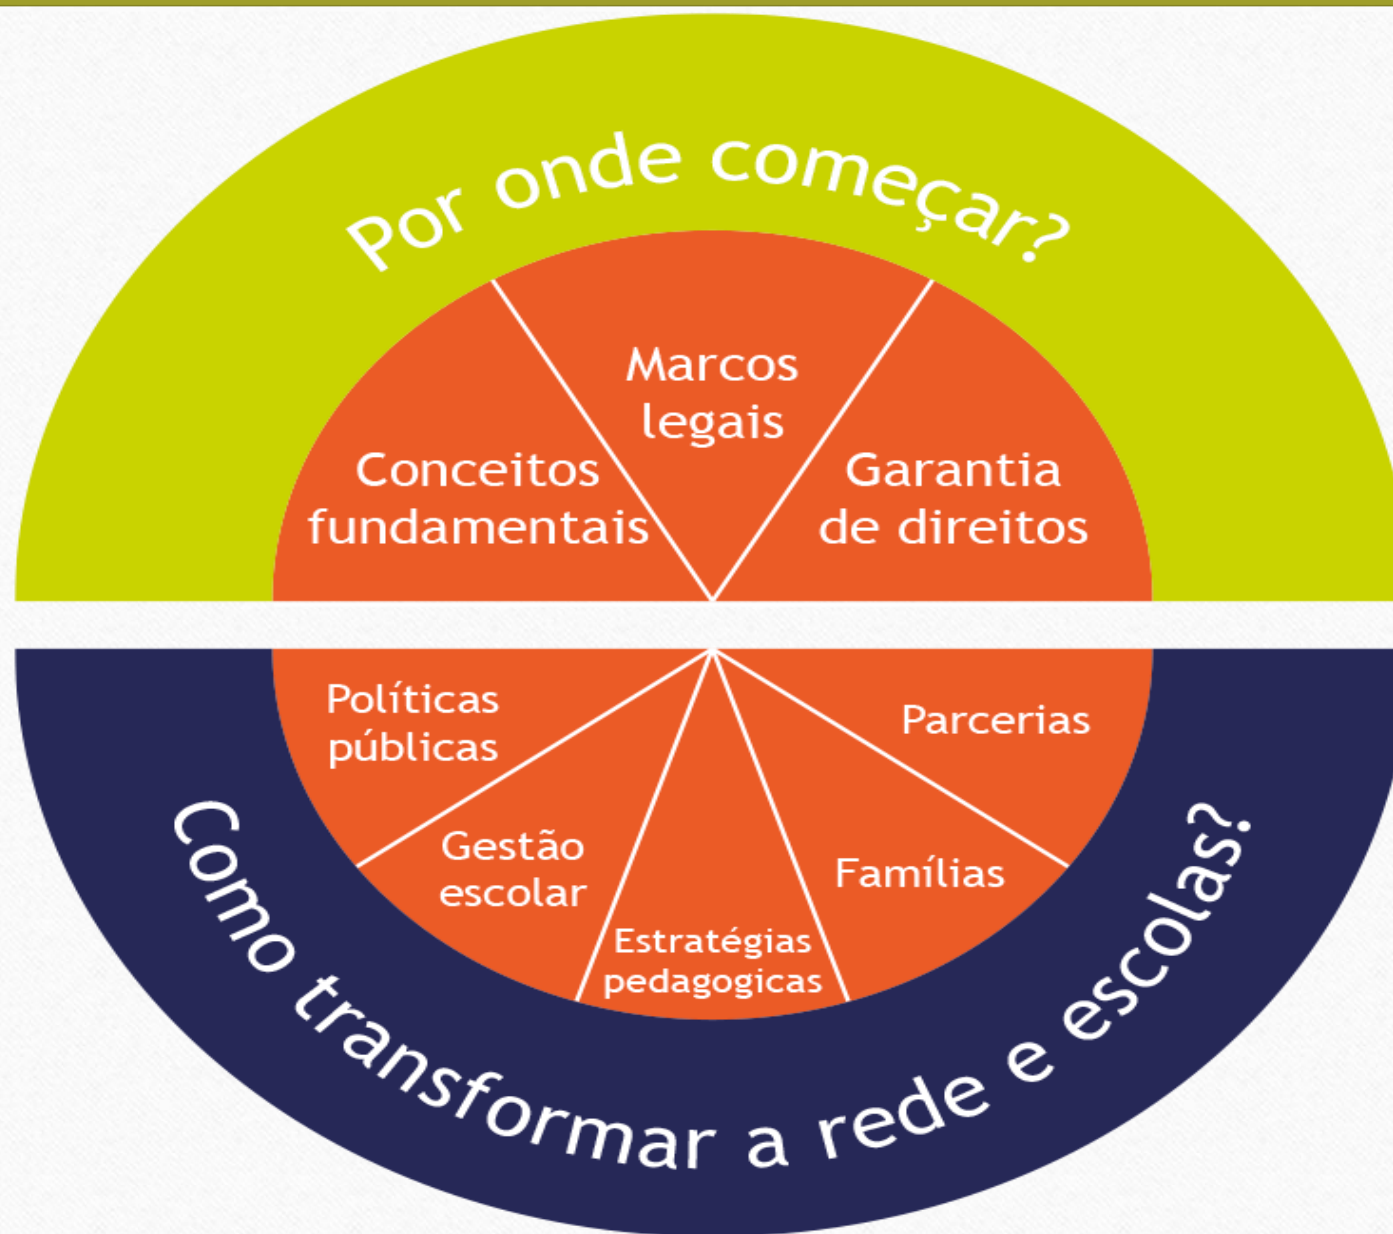 Por onde começar?
Marcos
legais
Conceitos
fundamentais
Garantia
de direitos
Políticas
públicas
Gestão
escolar
Estratégias
pedagogicas
Famílias
Parcerias
Como transformar a rede e escolas?